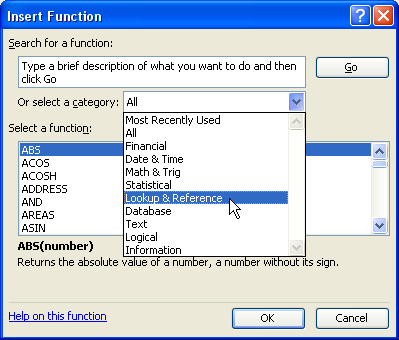 Insert Function
Search for a function:
Type a brief description of what you want to do and then
click Go
Go
Or select a category:
All
Most Recently Used
All
Financial
Date & Time
Math & Trig
Statistical
Lookup & Reference
Database
Text
Logical
Information
Select a function:
ABS
ACOS
ACOSH
ADDRESS
AND
AREAS
ASIN
ABS(number)
Returns the absolute value of a number, a number without its sign.
Help on this function
OK
Cancel